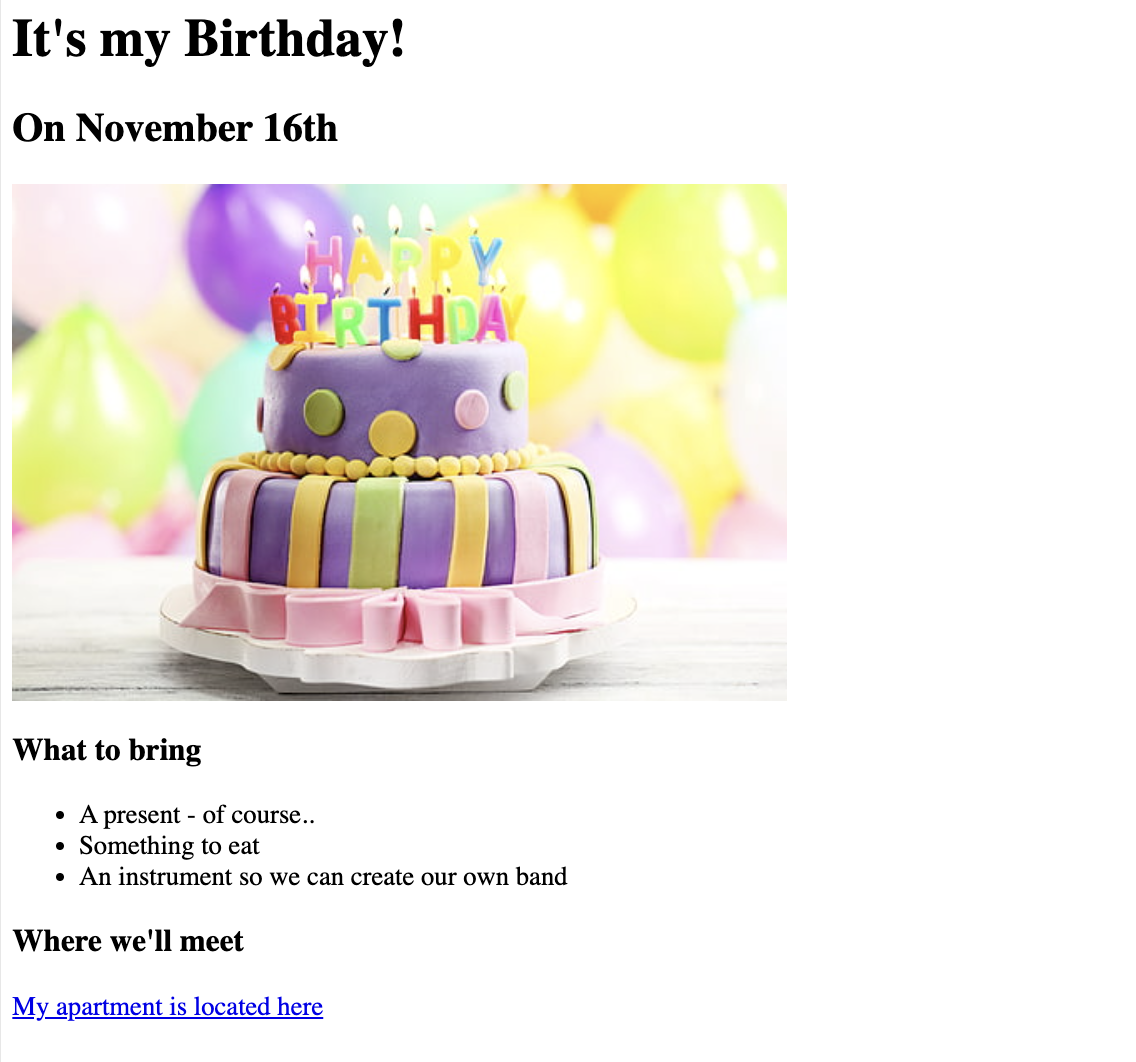 It's my Birthday!
On November 16th
HAPPY
BIRTHDAY
What to bring
A present - of course..
Something to eat
An instrument so we can create our own band
Where we'll meet
My apartment is located here